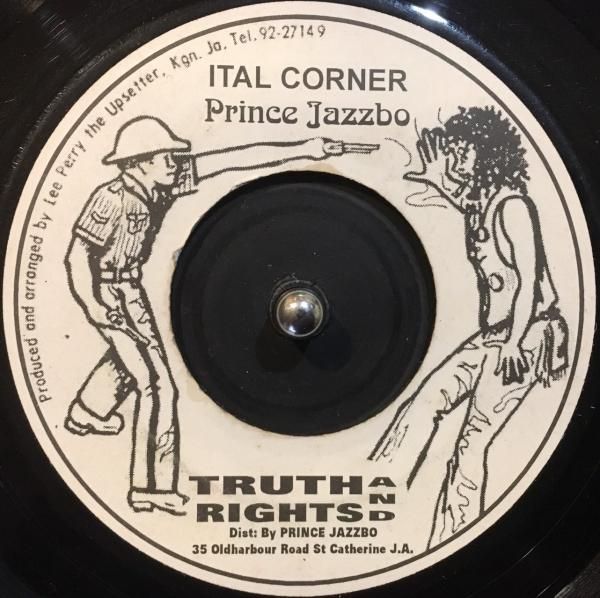 Produced and arranged by Lee Perry the Upsetter, Kgn. Ja. Tel. 92-27149
ITAL CORNER
Prince Jazzbo
TRUTH AND
RIGHTS
Dist: By PRINCE JAZZBO
35 Oldharbour Road St Catherine J.A.